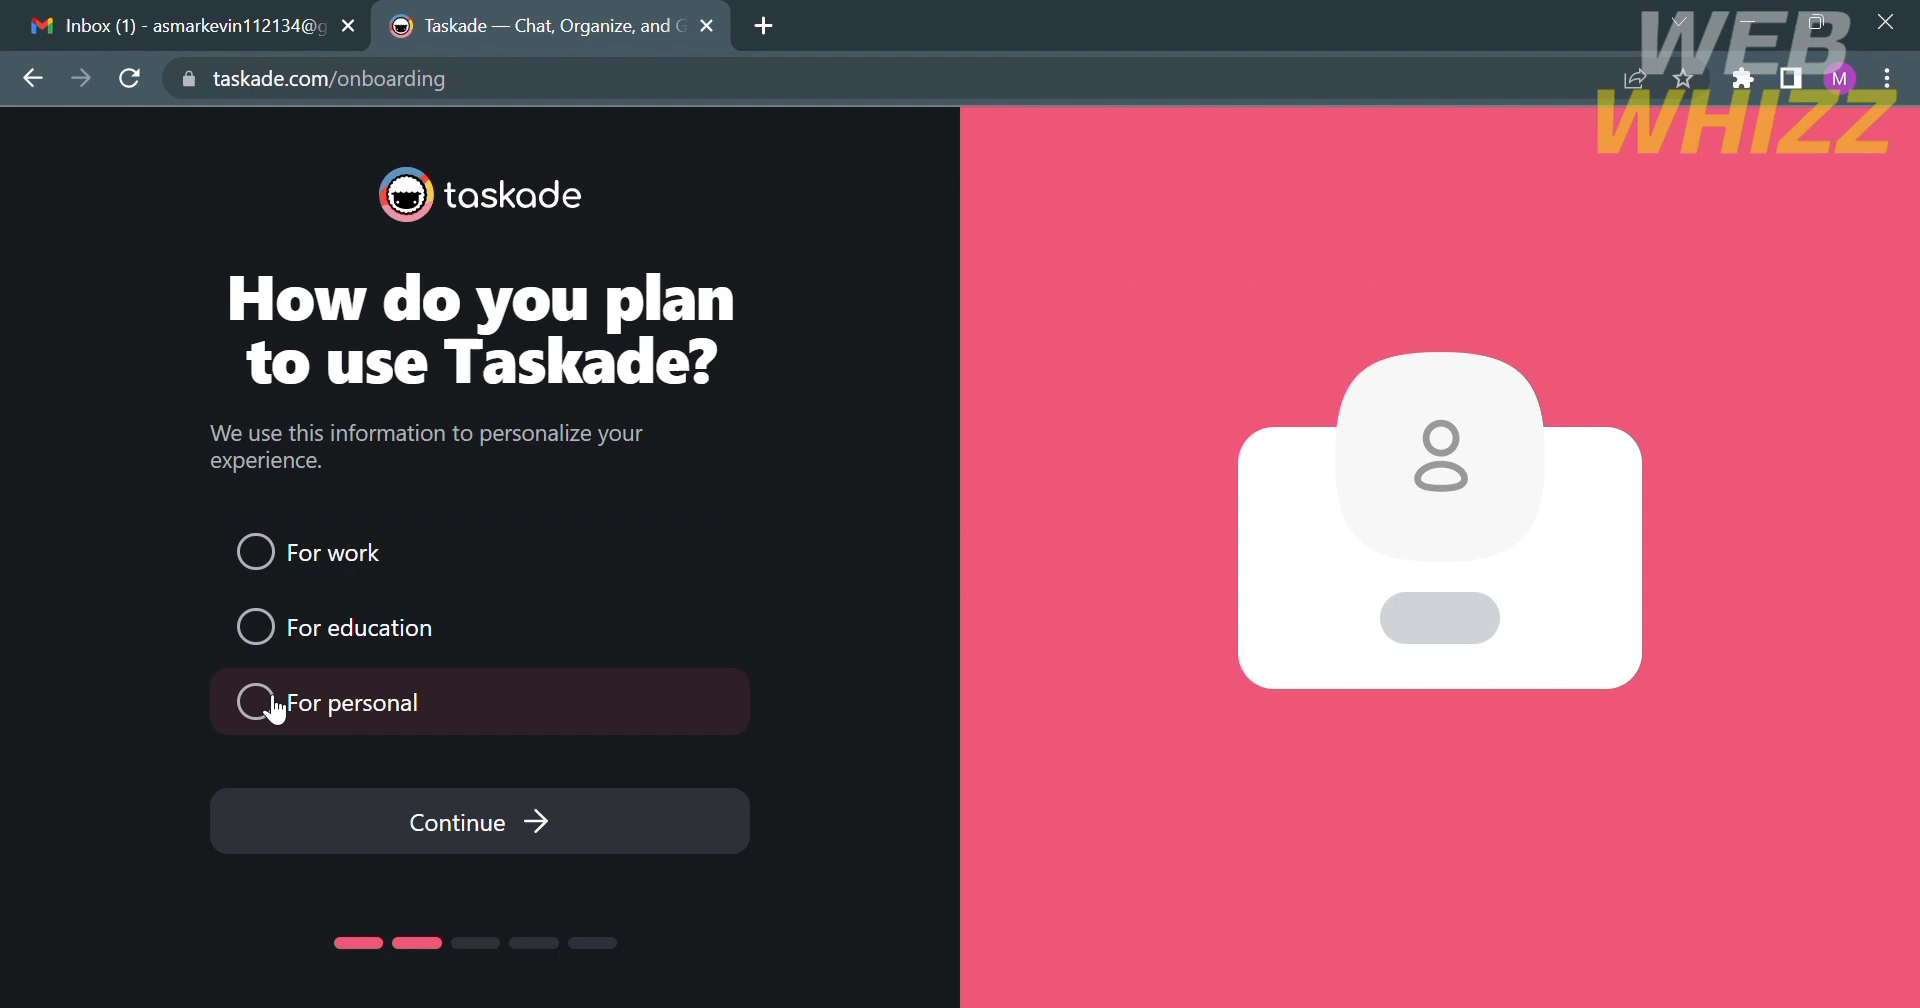 Inbox (1) - asmarkevin112134@g
Taskade — Chat, Organize, and G
WEB
WHIZZ
taskade.com/onboarding
M
taskade
How do you plan
to use Taskade?
We use this information to personalize your
experience.
For work
For education
For personal
Continue